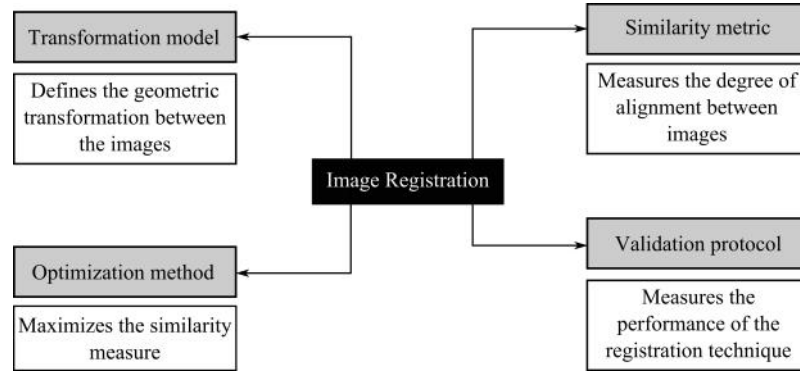 Transformation model
Defines the geometric
transformation between
the images
Similarity metric
Measures the degree of
alignment between
images
Image Registration
Optimization method
Maximizes the similarity
measure
Validation protocol
Measures the
performance of the
registration technique